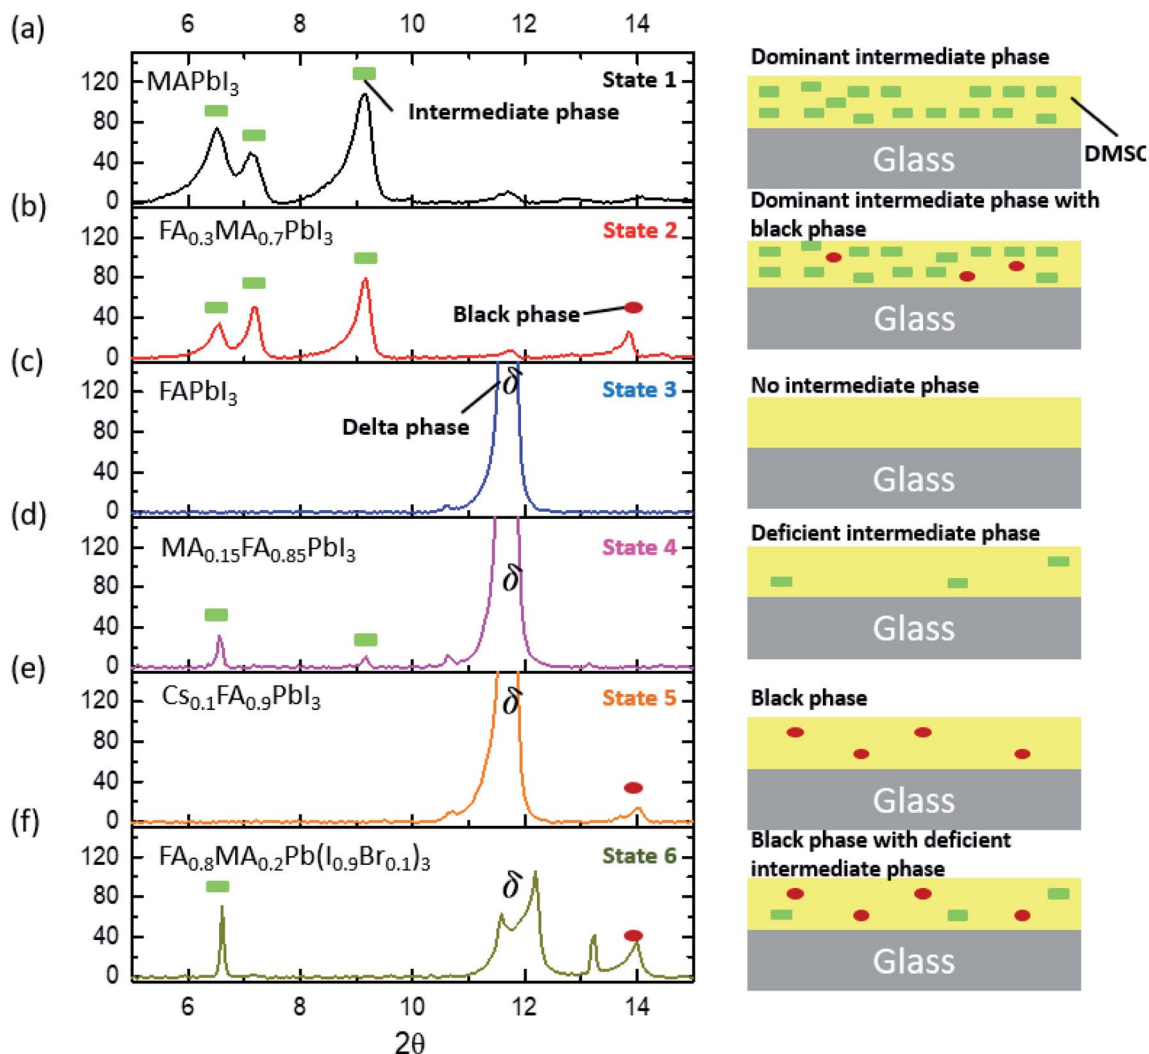 (a)
6 8 10 12 14
120
80
40
0
MAPbI₃
State 1
Intermediate phase
Dominant intermediate phase
DMSC
Glass
(b)
120
80
40
0
FA₀.₃MA₀.₇PbI₃
State 2
Black phase
Dominant intermediate phase with
black phase
Glass
(c)
120
80
40
0
FAPbI₃
State 3
δ
Delta phase
No intermediate phase
Glass
(d)
120
80
40
0
MA₀.₁₅FA₀.₈₅PbI₃
State 4
δ
Deficient intermediate phase
Glass
(e)
120
80
40
0
Cs₀.₁FA₀.₉PbI₃
State 5
δ
Black phase
Glass
(f)
120
80
40
0
FA₀.₈MA₀.₂Pb(I₀.₉Br₀.₁)₃
State 6
δ
Black phase with deficient
intermediate phase
Glass
6 8 10 12 14
2θ